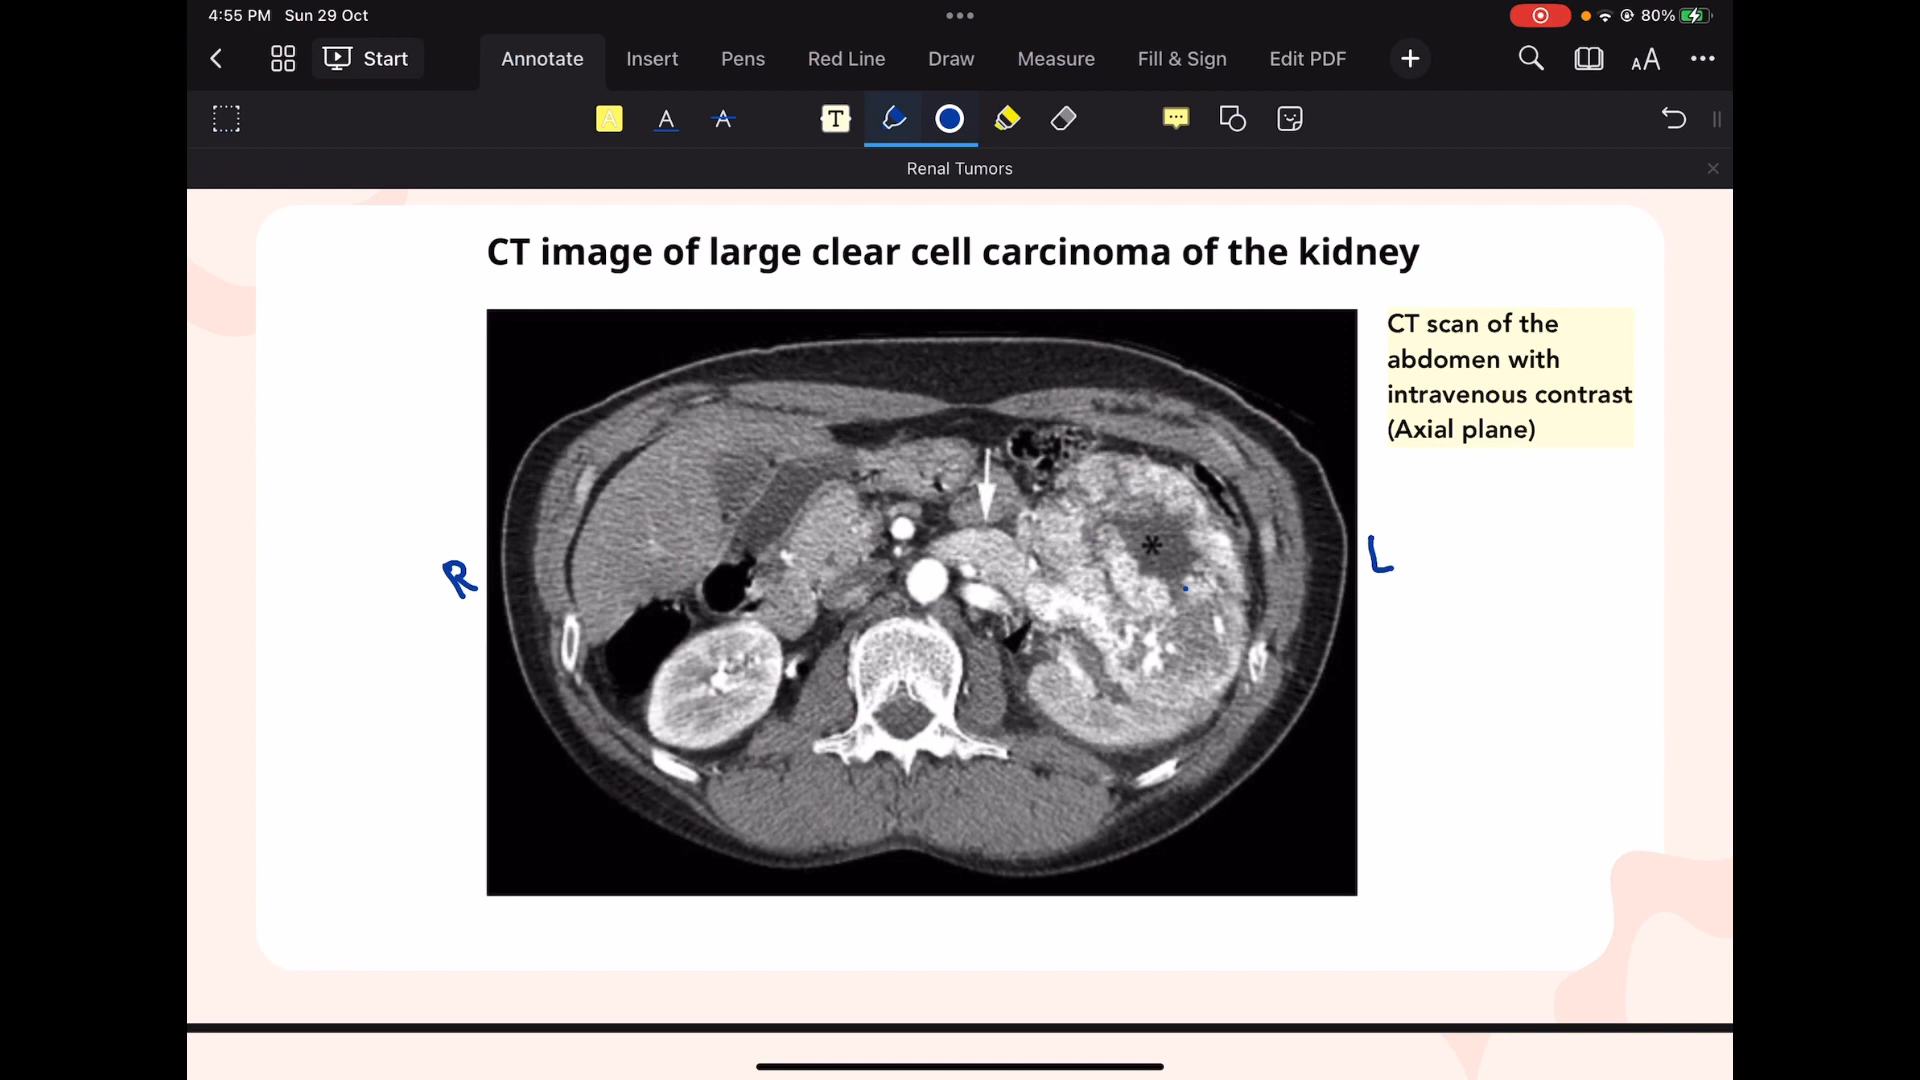 4:55 PM Sun 29 Oct
80%
Start
Annotate Insert Pens Red Line Draw Measure Fill & Sign Edit PDF
AA
A A A T
Renal Tumors
CT image of large clear cell carcinoma of the kidney
CT scan of the
abdomen with
intravenous contrast
(Axial plane)
*
R
L